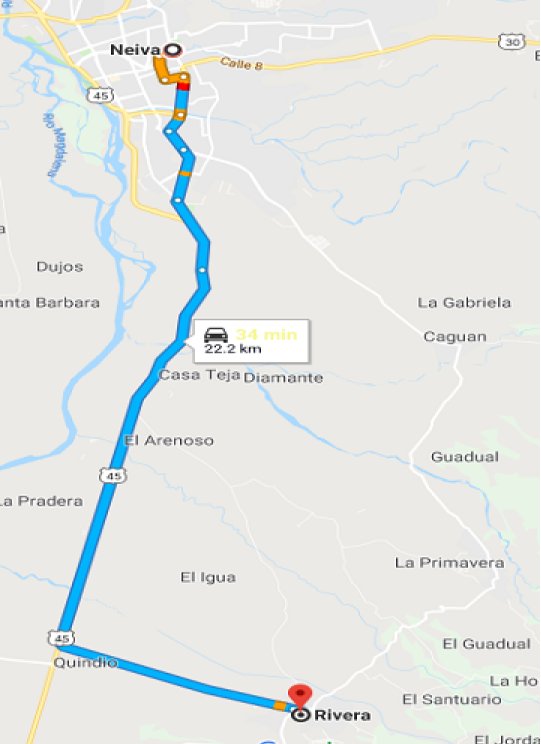 30
Neiva
Calle 8
45
Río Magdalena
Dujos
anta Barbara
La Gabriela
34 min
22.2 km
Caguan
Casa Teja
Diamante
El Arenoso
Guadual
45
La Pradera
La Primavera
El Igua
45
El Guadual
Quindio
La Ho
El Santuario
Rivera
El Jorda